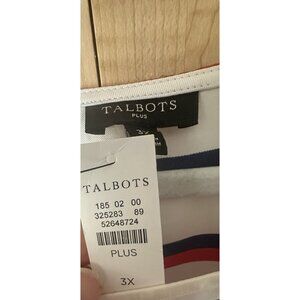 TALBOTS
PLUS
3X
TALBOTS
185 02 00
325283 89
52648724
PLUS
3X